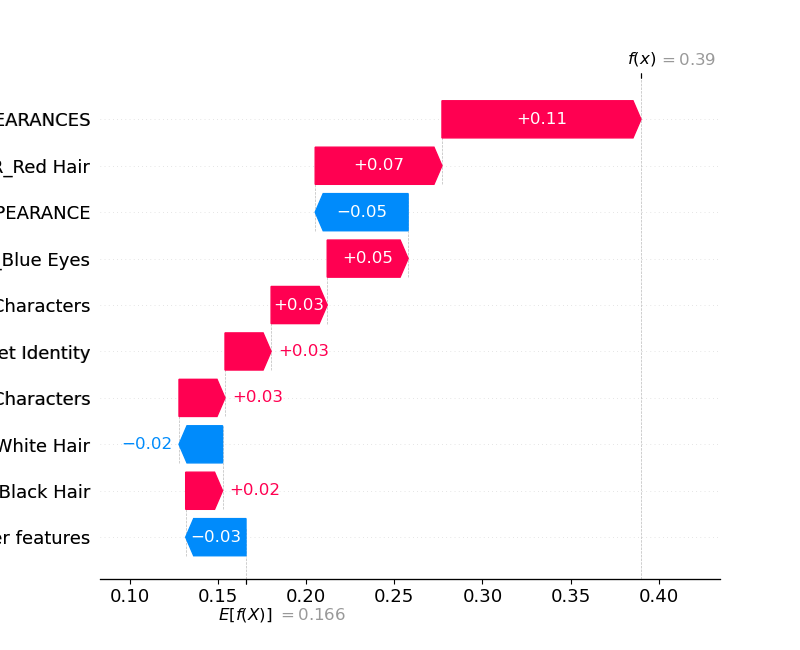 f(x) = 0.39
EARANCES +0.11
R_Red Hair +0.07
PEARANCE −0.05
_Blue Eyes +0.05
Characters +0.03
et Identity +0.03
Characters +0.03
White Hair −0.02
Black Hair +0.02
er features −0.03
0.10 0.15 0.20 0.25 0.30 0.35 0.40
E[f(X)] = 0.166